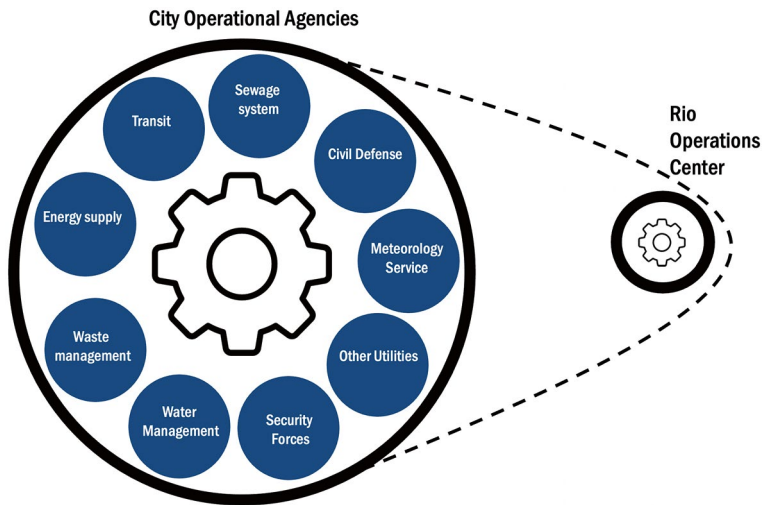 City Operational Agencies
Sewage
system
Transit
Civil Defense
Rio
Operations
Center
Energy supply
Meteorology
Service
Waste
management
Other Utilities
Water
Management
Security
Forces